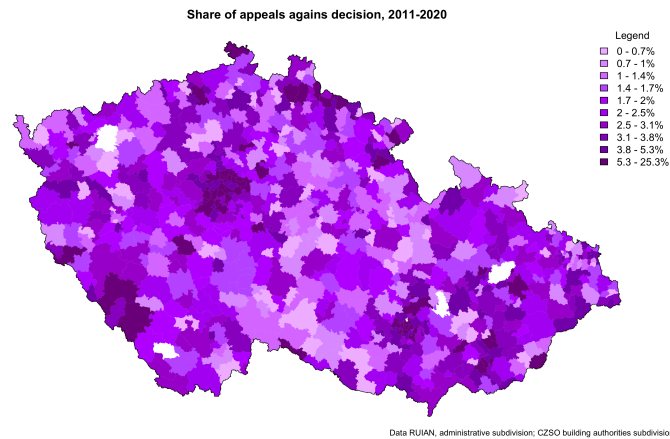 Share of appeals agains decision, 2011-2020
Legend
0 - 0.7%
0.7 - 1%
1 - 1.4%
1.4 - 1.7%
1.7 - 2%
2 - 2.5%
2.5 - 3.1%
3.1 - 3.8%
3.8 - 5.3%
5.3 - 25.3%
Data RUIAN, administrative subdivision; CZSO building authorities subdivisio